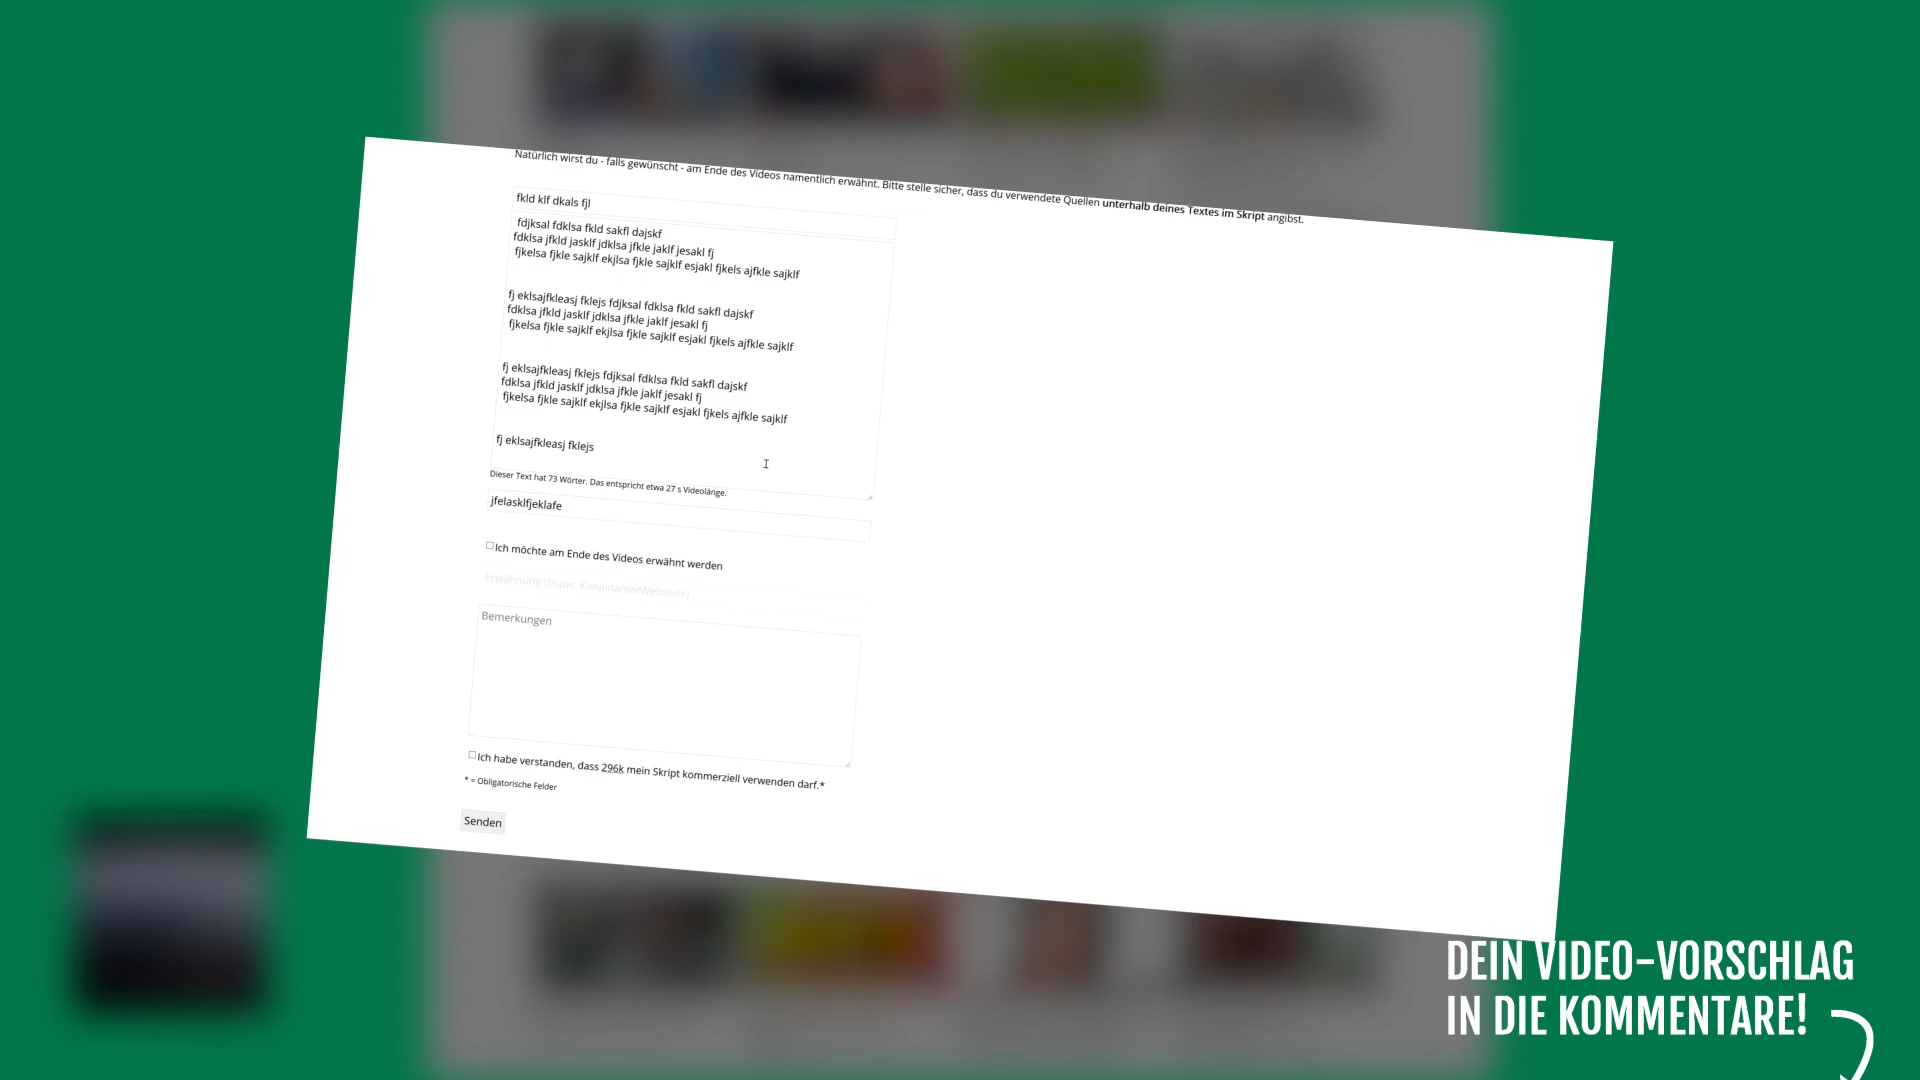 Natürlich wirst du - falls gewünscht - am Ende des Videos namentlich erwähnt. Bitte stelle sicher, dass du verwendete Quellen unterhalb deines Textes im Skript angibst.
fkld klf dkals fjl
fdjksal fdklsa fkld sakfl dajskf
fdklsa jfkld jasklf jdklsa jfkle jaklf jesakl fj
fjkelsa fjkle sajklf ekjlsa fjkle sajklf esjakl fjkels ajfkle sajklf
fj eklsajfkleasj fklejs fdjksal fdklsa fkld sakfl dajskf
fdklsa jfkld jasklf jdklsa jfkle jaklf jesakl fj
fjkelsa fjkle sajklf ekjlsa fjkle sajklf esjakl fjkels ajfkle sajklf
fj eklsajfkleasj fklejs fdjksal fdklsa fkld sakfl dajskf
fdklsa jfkld jasklf jdklsa jfkle jaklf jesakl fj
fjkelsa fjkle sajklf ekjlsa fjkle sajklf esjakl fjkels ajfkle sajklf
fj eklsajfkleasj fklejs
Dieser Text hat 73 Wörter. Das entspricht etwa 27 s Videolänge.
jfelasklfjeklafe
Ich möchte am Ende des Videos erwähnt werden
Erwähnung (bspw. Kanalname/Webseite)
Bemerkungen
Ich habe verstanden, dass 296k mein Skript kommerziell verwenden darf.*
* = Obligatorische Felder
Senden
DEIN VIDEO-VORSCHLAG
IN DIE KOMMENTARE!